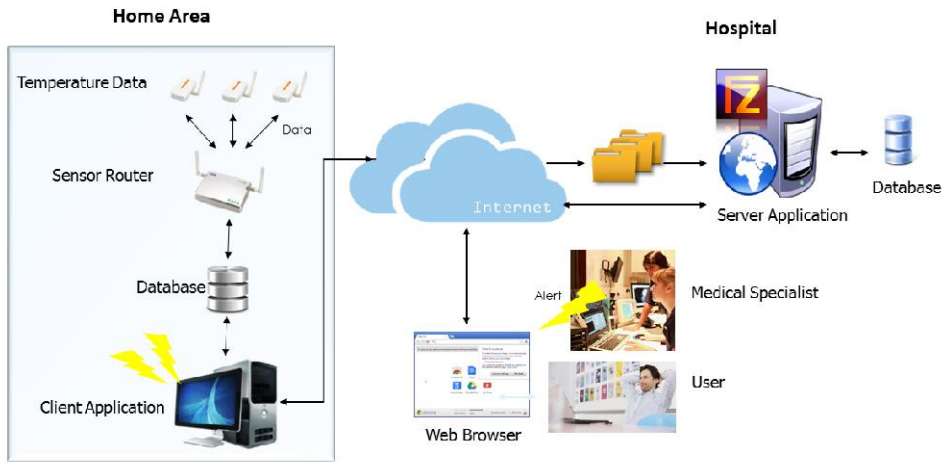 Home Area
Hospital
Temperature Data
Data
Sensor Router
Internet
Server Application
Database
Database
Alert
Medical Specialist
User
Client Application
Web Browser